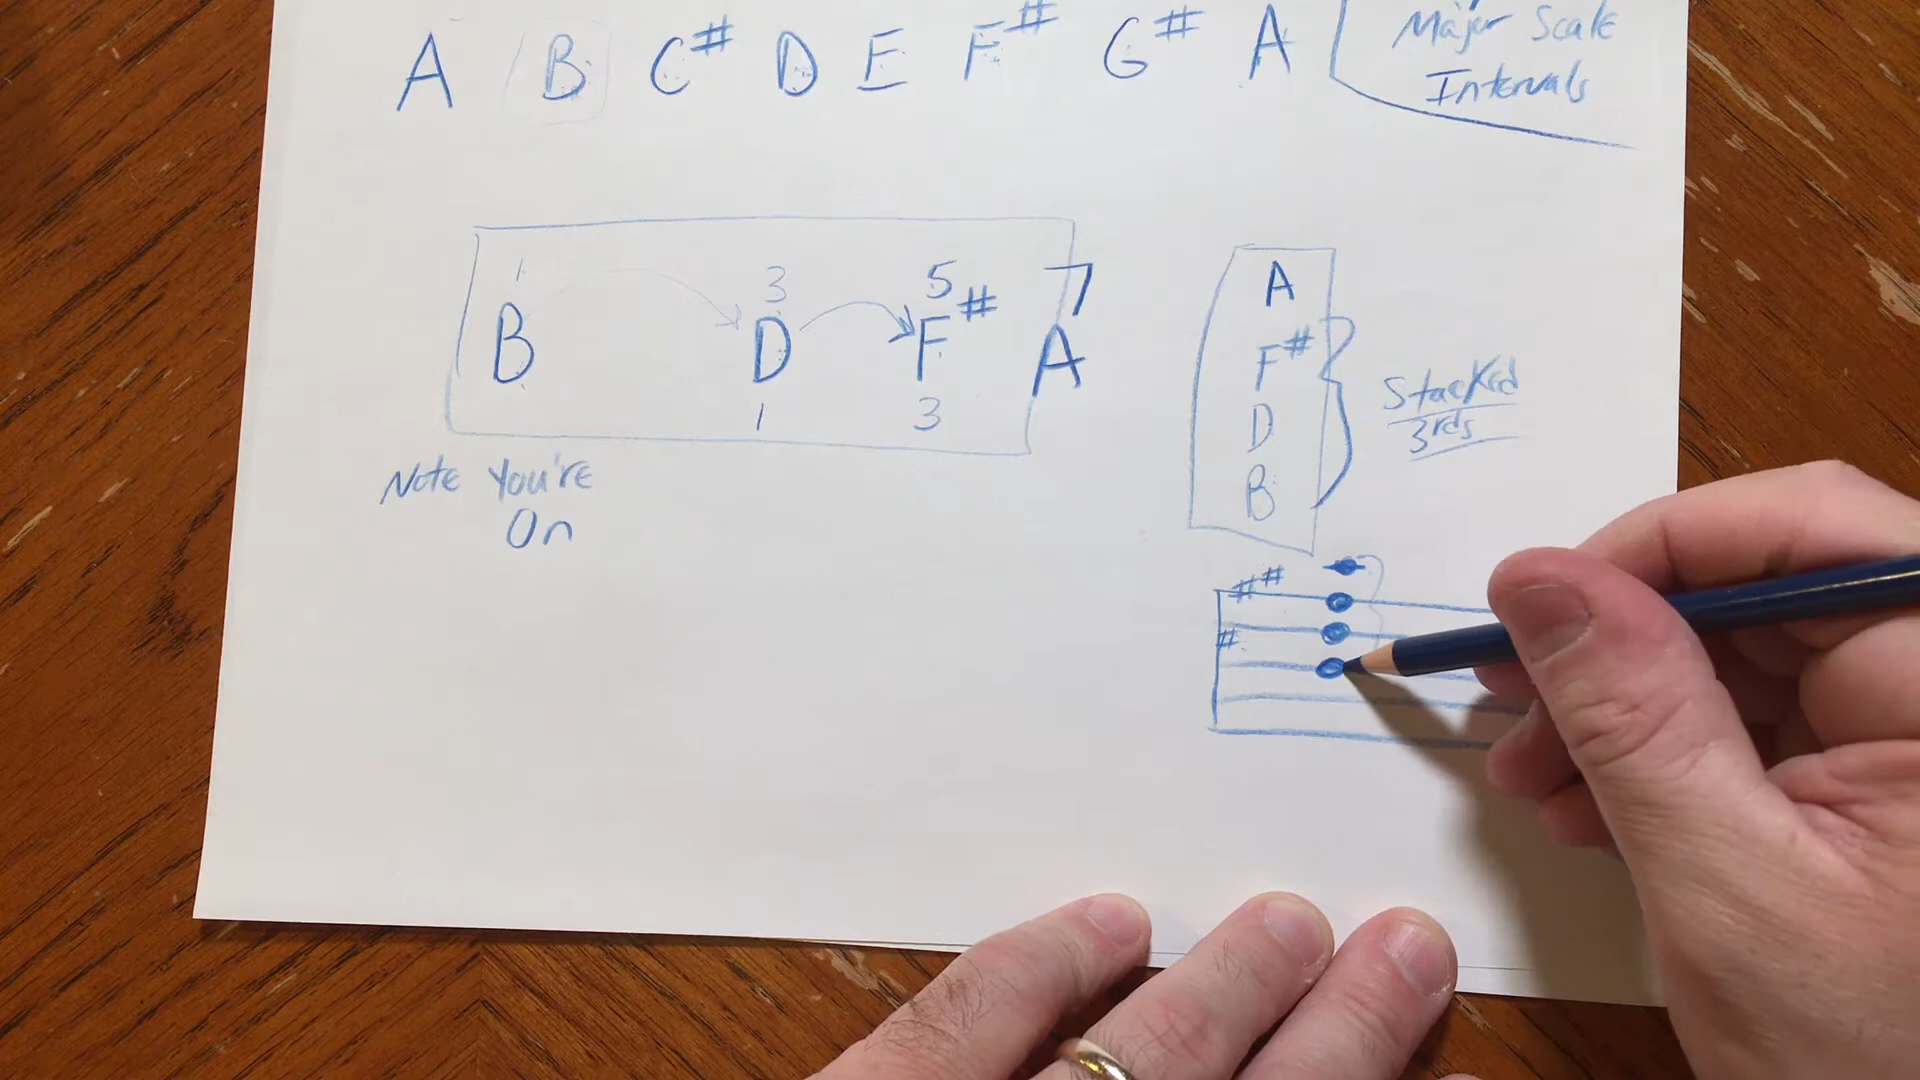 A B C# D E F# G# A
Major Scale
Intervals
1 3 5 7
B D F# A
1 3
Note You're
On
A
F#
D
B
Stacked
3rds
# #
#